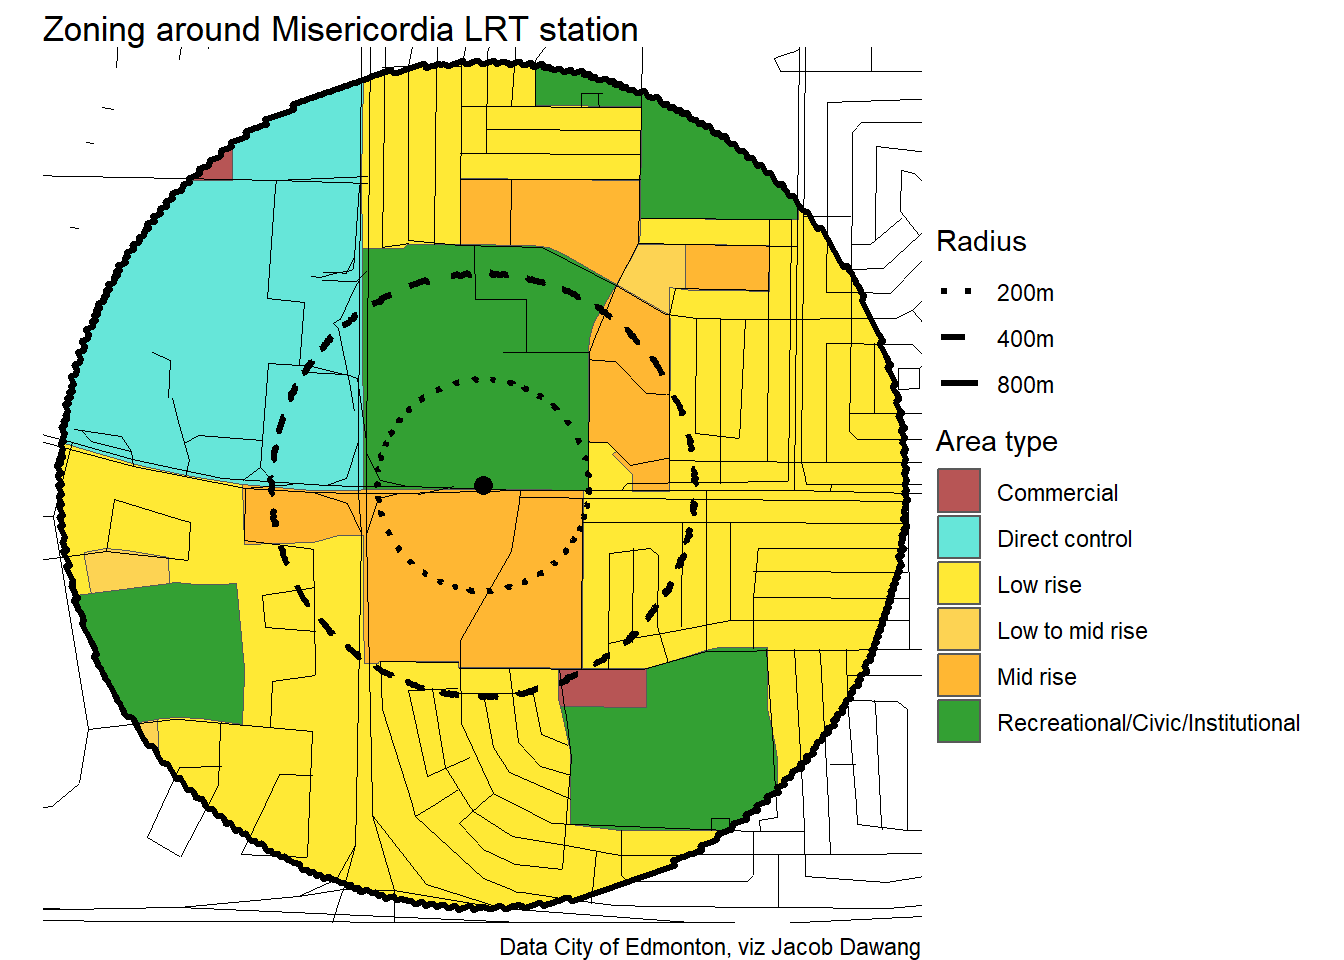 Zoning around Misericordia LRT station
Radius
200m
400m
800m
Area type
Commercial
Direct control
Low rise
Low to mid rise
Mid rise
Recreational/Civic/Institutional
Data City of Edmonton, viz Jacob Dawang